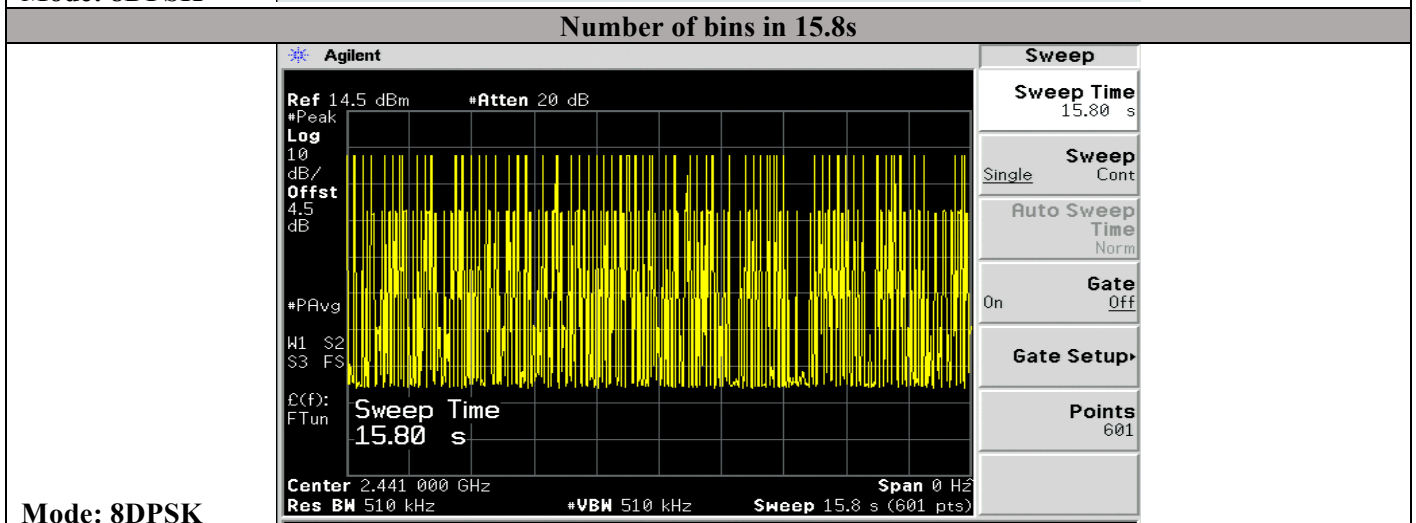 Number of bins in 15.8s
Agilent
Sweep
Ref 14.5 dBm #Atten 20 dB
#Peak
Log
10
dB/
Offst
4.5
dB
#PAvg
W1 S2
S3 FS
£(f):
FTun
Sweep Time
15.80 s
Center 2.441 000 GHz Span 0 Hz
Res BW 510 kHz #VBW 510 kHz Sweep 15.8 s (601 pts)
Sweep Time
15.80 s
Sweep
Single Cont
Auto Sweep
Time
Norm
Gate
On Off
Gate Setup
Points
601
Mode: 8DPSK